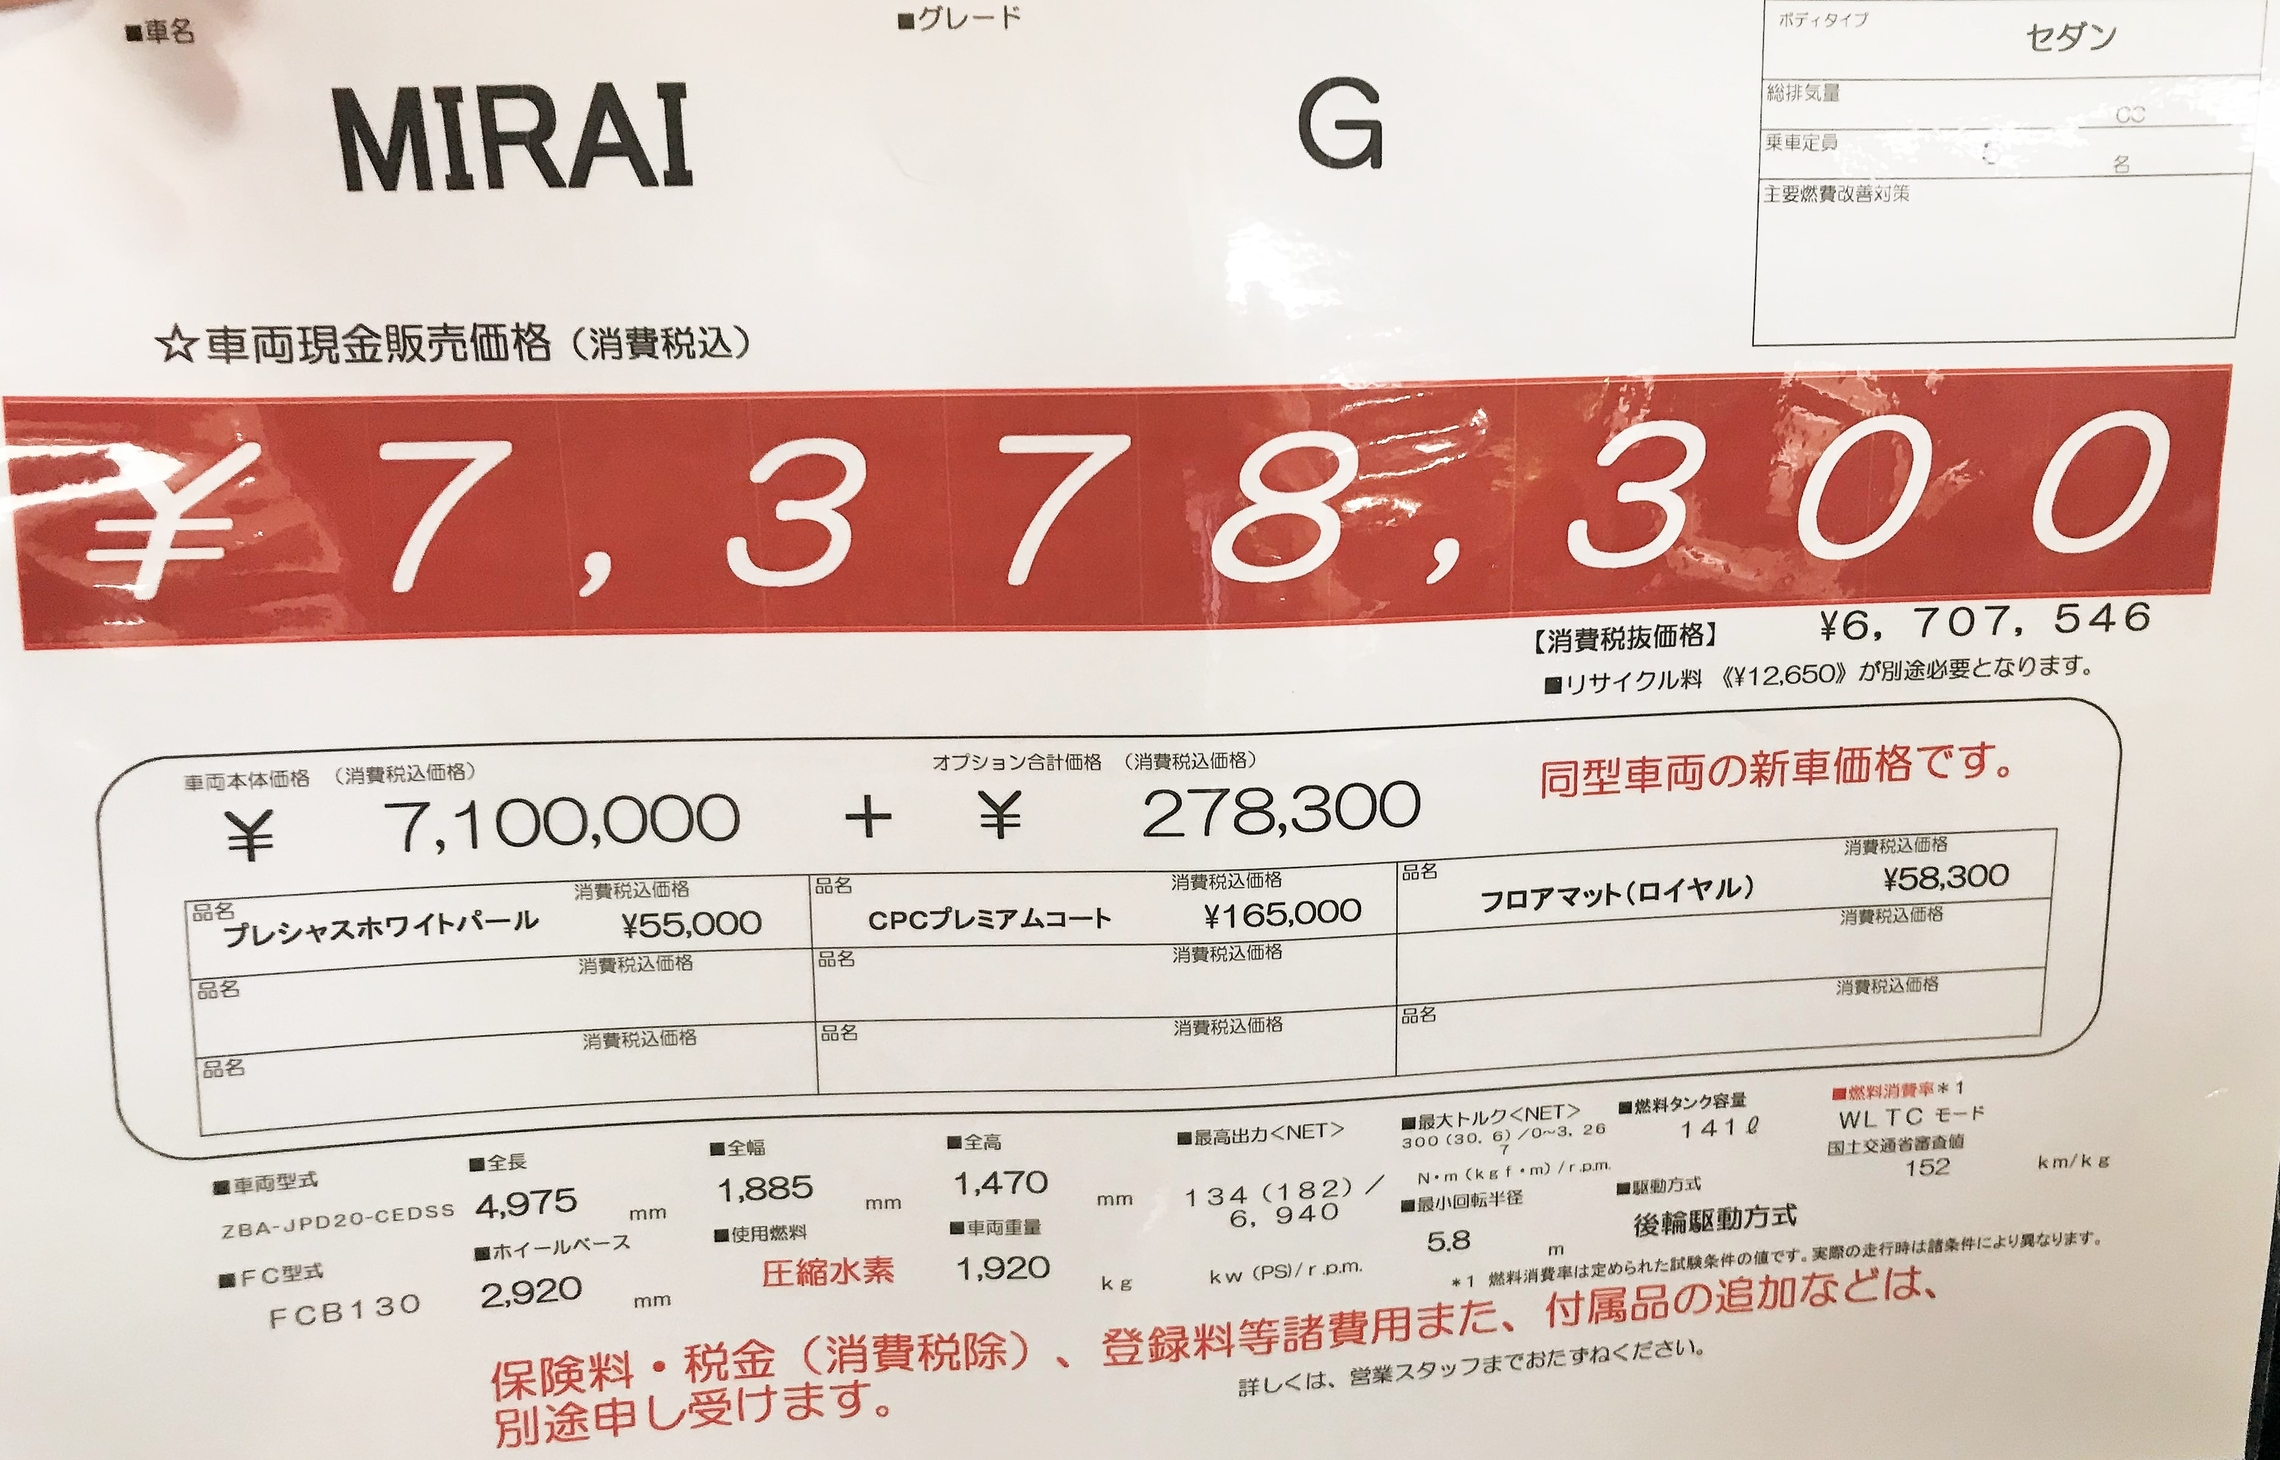 ■車名
■グレード
MIRAI
G
ボディタイプ
セダン
総排気量
cc
乗車定員
名
主要燃費改善対策
☆車両現金販売価格（消費税込）
¥7,378,300
【消費税抜価格】 ¥6,707,546
■リサイクル料 《¥12,650》が別途必要となります。
車両本体価格 （消費税込価格）
オプション合計価格 （消費税込価格）
同型車両の新車価格です。
¥ 7,100,000 + ¥ 278,300
品名 消費税込価格
プレシャスホワイトパール ¥55,000
品名 消費税込価格
CPCプレミアムコート ¥165,000
品名 消費税込価格
フロアマット（ロイヤル） ¥58,300
品名 消費税込価格
品名 消費税込価格
消費税込価格
品名 消費税込価格
品名 消費税込価格
品名 消費税込価格
■車両型式
ZBA-JPD20-CEDSS
■全長
4,975 mm
■全幅
1,885 mm
■全高
1,470 mm
■最高出力<NET>
134（182）／
6，940
kw (PS)/r.p.m.
■最大トルク<NET>
300（30．6）／0～3，26
7
N・m（kgf・m）/r.p.m.
■燃料タンク容量
141ℓ
■燃料消費率＊1
WLTCモード
国土交通省審査値
152 km/kg
■FC型式
FCB130
■ホイールベース
2,920 mm
■使用燃料
圧縮水素
■車両重量
1,920 kg
■最小回転半径
5.8 m
■駆動方式
後輪駆動方式
＊1 燃料消費率は定められた試験条件の値です。実際の走行時は諸条件により異なります。
保険料・税金（消費税除）、登録料等諸費用また、付属品の追加などは、
別途申し受けます。
詳しくは、営業スタッフまでおたずねください。